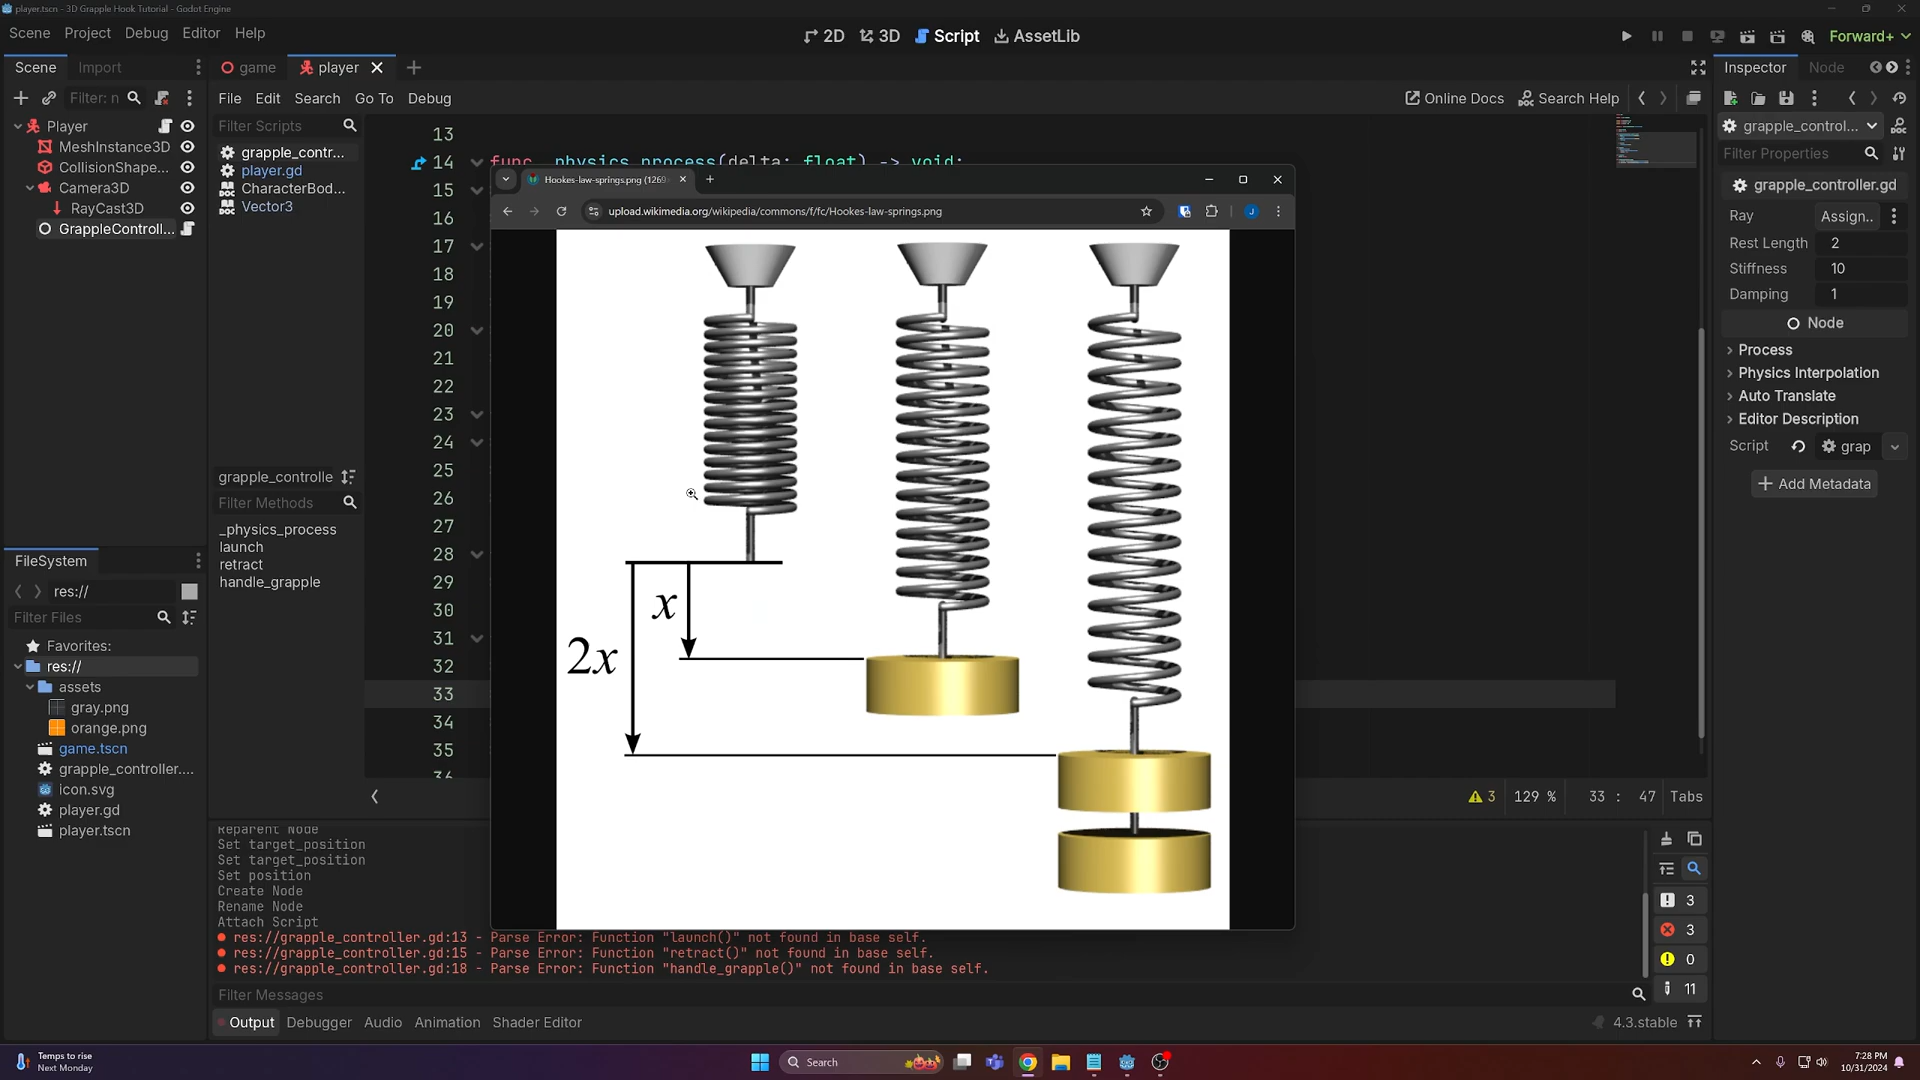 player.tscn - 3D Grapple Hook Tutorial - Godot Engine
Scene Project Debug Editor Help
2D 3D Script AssetLib
Forward+
Scene Import
game player
Inspector Node
Filter: n
File Edit Search Go To Debug
Online Docs Search Help
Player
MeshInstance3D
CollisionShape...
Camera3D
RayCast3D
GrappleControll...
Filter Scripts
grapple_contr...
player.gd
CharacterBod...
Vector3
grapple_controlle
Filter Methods
_physics_process
launch
retract
handle_grapple
13
14 func _physics_process(delta: float) -> void:
15
16
17
18
19
20
21
22
23
24
25
26
27
28
29
30
31
32
33
34
35
36
Hookes-law-springs.png (1269
upload.wikimedia.org/wikipedia/commons/f/fc/Hookes-law-springs.png
J
x
2x
grapple_control...
Filter Properties
grapple_controller.gd
Ray Assign..
Rest Length 2
Stiffness 10
Damping 1
Node
Process
Physics Interpolation
Auto Translate
Editor Description
Script grap
Add Metadata
FileSystem
res://
Filter Files
Favorites:
res://
assets
gray.png
orange.png
game.tscn
grapple_controller....
icon.svg
player.gd
player.tscn
3 129 % 33 : 47 Tabs
Reparent Node
Set target_position
Set target_position
Set position
Create Node
Rename Node
Attach Script
res://grapple_controller.gd:13 - Parse Error: Function "launch()" not found in base self.
res://grapple_controller.gd:15 - Parse Error: Function "retract()" not found in base self.
res://grapple_controller.gd:18 - Parse Error: Function "handle_grapple()" not found in base self.
3
3
0
11
Filter Messages
Output Debugger Audio Animation Shader Editor
4.3.stable
Temps to rise
Next Monday
Search
7:28 PM
10/31/2024